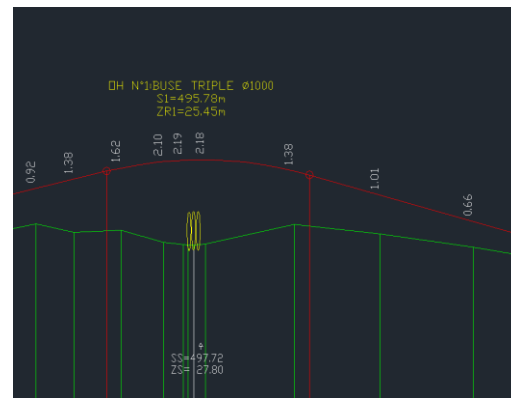 OH N°1:BUSE TRIPLE Ø1000
S1=495.78m
ZR1=25.45m
0.92
1.38
1.62
2.10
2.19
2.18
1.38
1.01
0.66
SS=497.72
ZS= 27.80